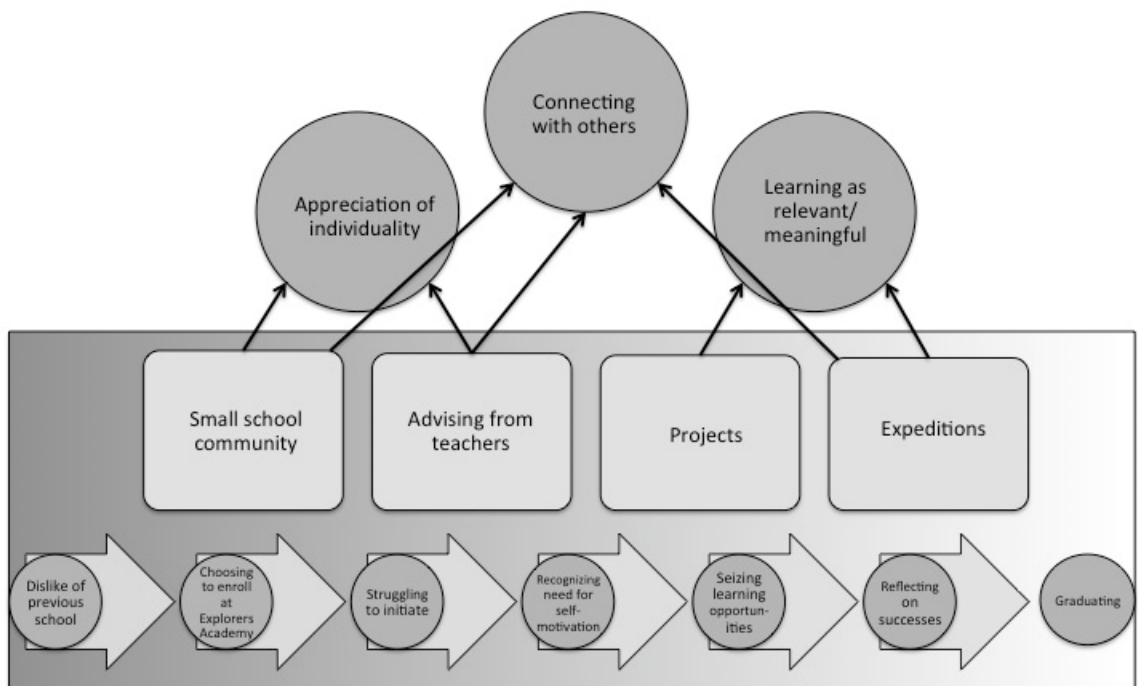 Connecting
with others
Appreciation of
individuality
Learning as
relevant/
meaningful
Small school
community
Advising from
teachers
Projects
Expeditions
Dislike of
previous
school
Choosing
to enroll
at
Explorers
Academy
Struggling
to initiate
Recognizing
need for
self-
motivation
Seizing
learning
opportun-
ities
Reflecting
on
successes
Graduating